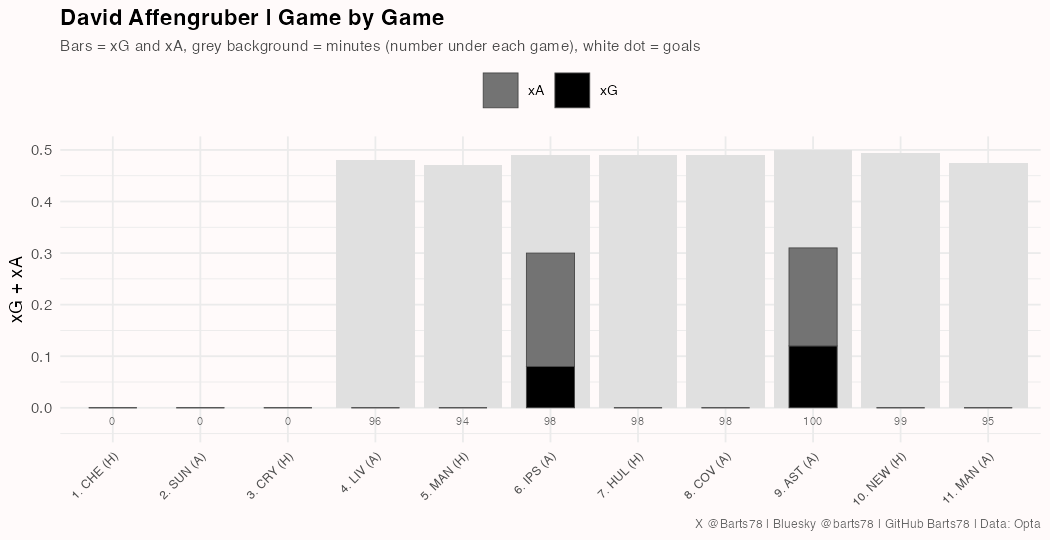 David Affengruber | Game by Game
Bars = xG and xA, grey background = minutes (number under each game), white dot = goals
xA xG
xG + xA
0.5
0.4
0.3
0.2
0.1
0.0
0 0 0 96 94 98 98 98 100 99 95
1. CHE (H)
2. SUN (A)
3. CRY (H)
4. LIV (A)
5. MAN (H)
6. IPS (A)
7. HUL (H)
8. COV (A)
9. AST (A)
10. NEW (H)
11. MAN (A)
X @Barts78 | Bluesky @barts78 | GitHub Barts78 | Data: Opta